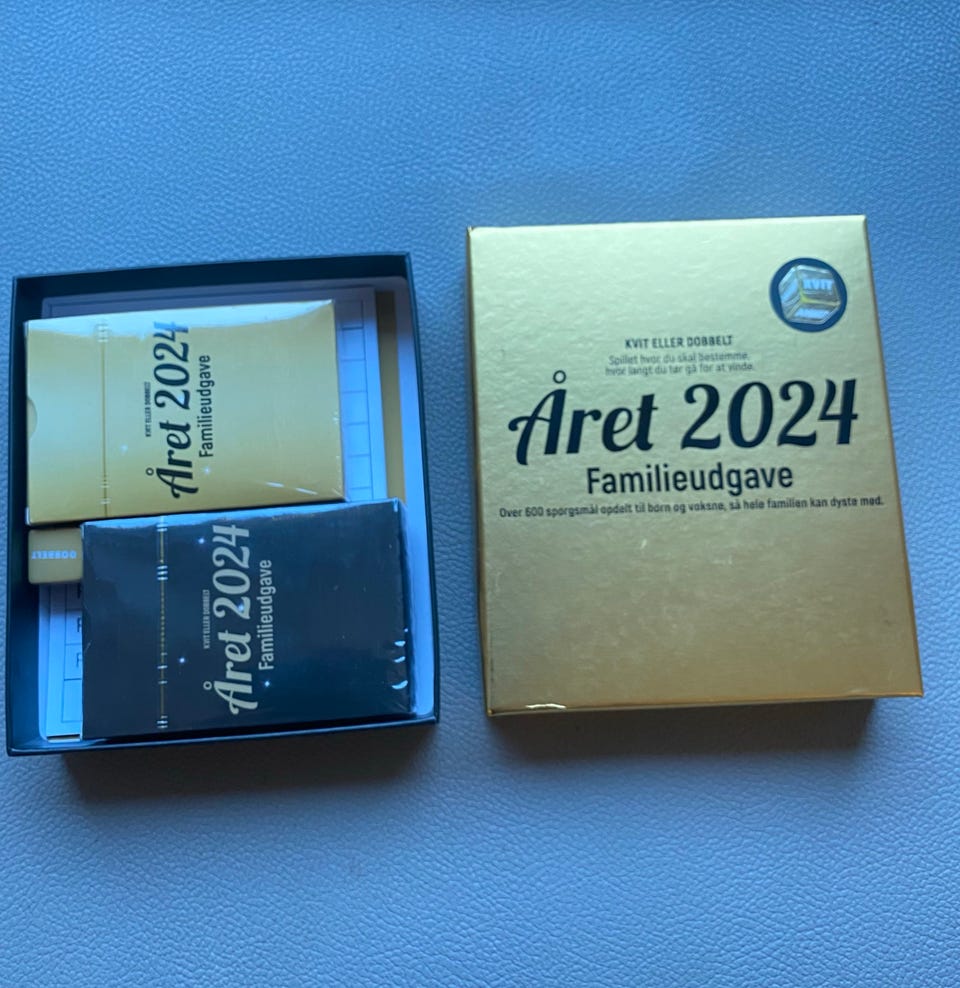 KVIT ELLER DOBBELT
Året 2024
Familieudgave
DOBBELT
KVIT ELLER DOBBELT
Året 2024
Familieudgave
KVIT
KVIT ELLER DOBBELT
Spillet hvor du skal bestemme,
hvor langt du tør gå for at vinde.
Året 2024
Familieudgave
Over 600 spørgsmål opdelt til børn og voksne, så hele familien kan dyste med.